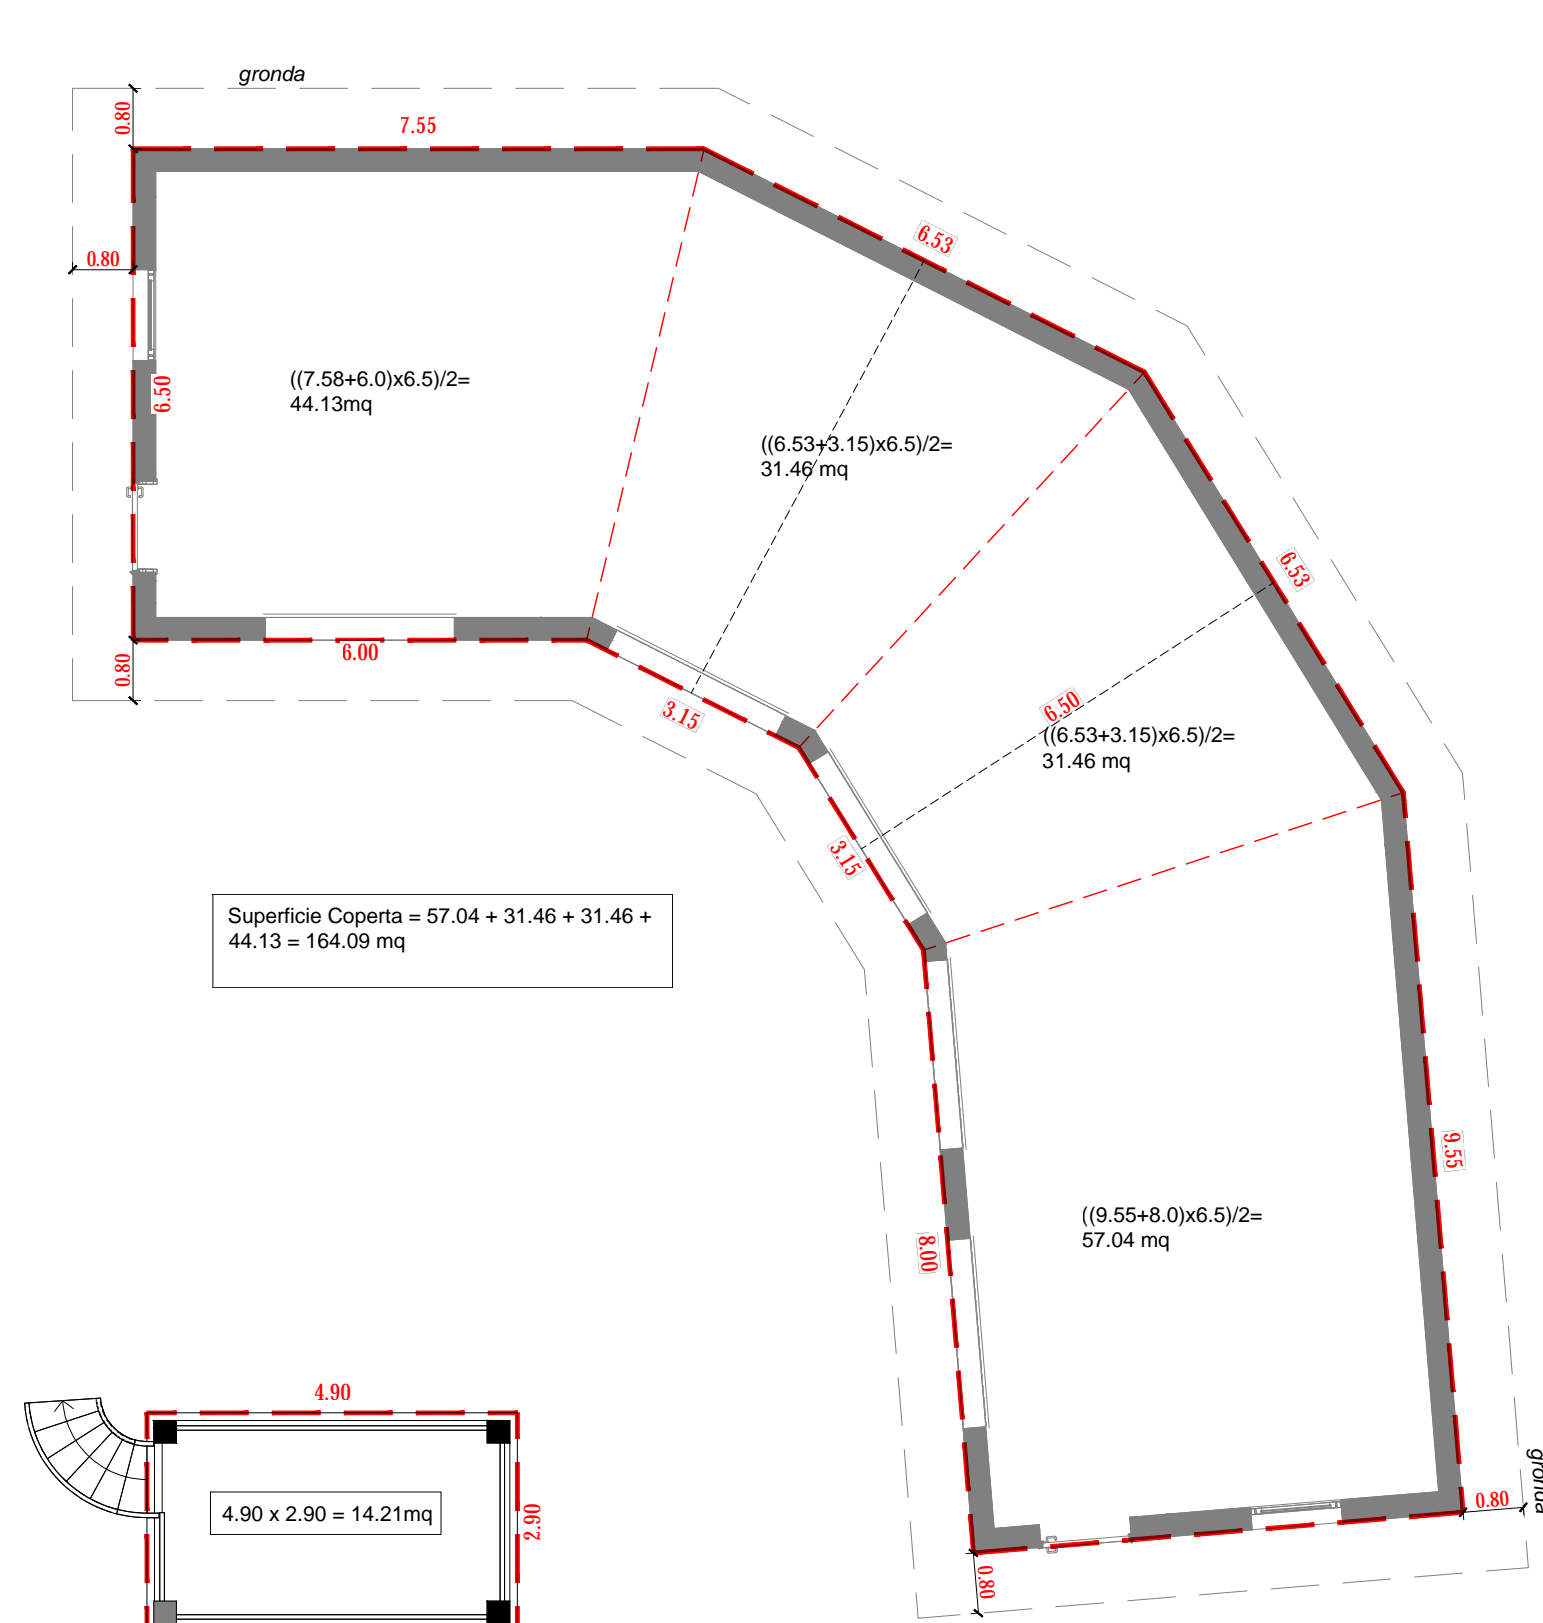 gronda
0.80
7.55
6.53
0.80
((7.58+6.0)x6.5)/2=
44.13mq
6.50
((6.53+3.15)x6.5)/2=
31.46 mq
6.53
6.00
0.80
3.15
6.50
((6.53+3.15)x6.5)/2=
31.46 mq
3.15
Superficie Coperta = 57.04 + 31.46 + 31.46 +
44.13 = 164.09 mq
9.55
((9.55+8.0)x6.5)/2=
57.04 mq
8.00
4.90
4.90 x 2.90 = 14.21mq
2.90
gronda
0.80
0.80